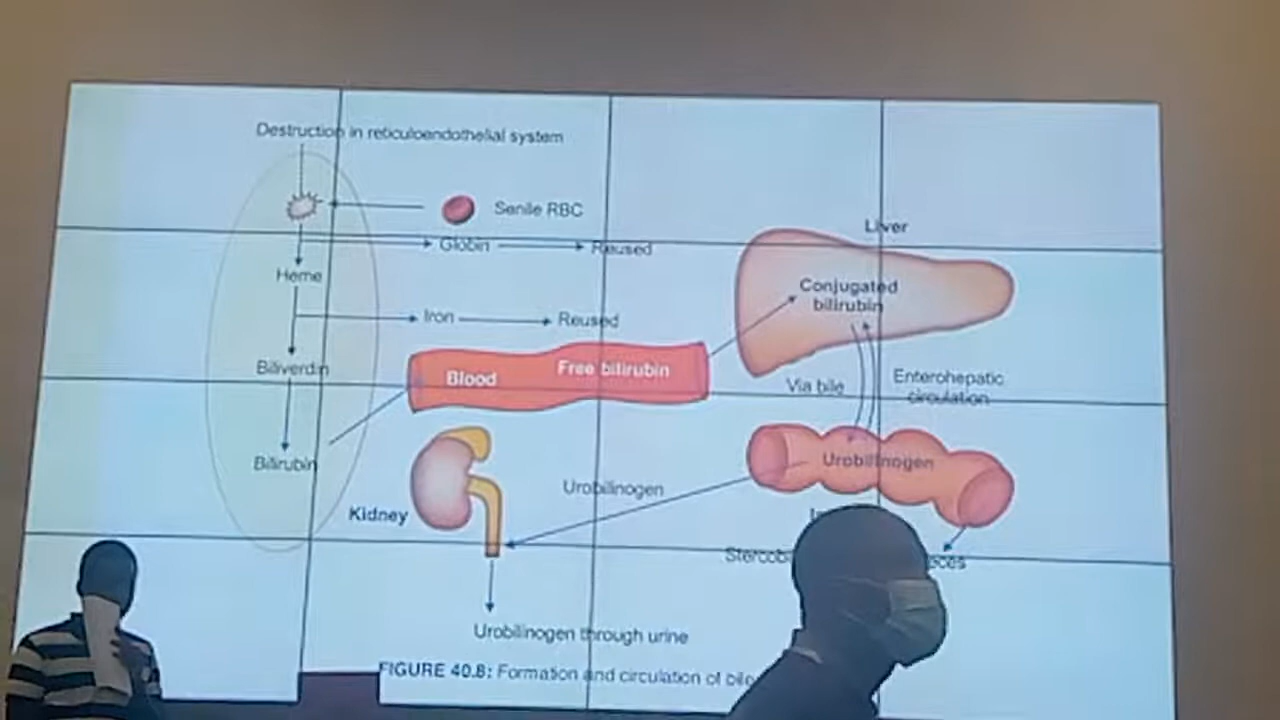 Destruction in reticuloendothelial system
Senile RBC
Globin
Reused
Heme
Iron
Reused
Biliverdin
Bilirubin
Blood
Free bilirubin
Liver
Conjugated
bilirubin
Via bile
Enterohepatic
circulation
Urobilinogen
Urobilinogen
Kidney
Urobilinogen through urine
FIGURE 40.8: Formation and circulation of